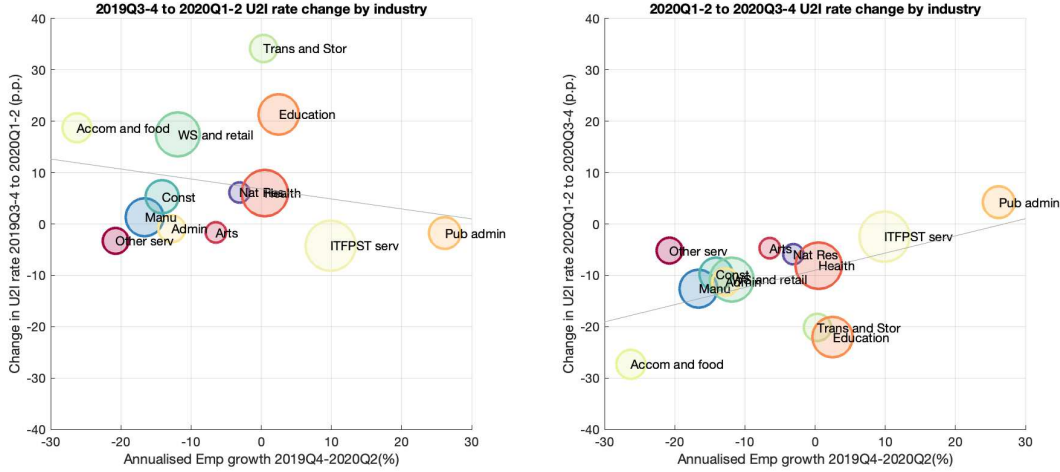 2019Q3-4 to 2020Q1-2 U2I rate change by industry
Change in U2I rate 2019Q3-4 to 2020Q1-2 (p.p.)
40
30
20
10
0
-10
-20
-30
-40
Trans and Stor
Education
Accom and food
WS and retail
Const
Nat Res
Health
Manu
Admin
Other serv
Arts
ITFPST serv
Pub admin
-30
-20
-10
0
10
20
30
Annualised Emp growth 2019Q4-2020Q2(%)
2020Q1-2 to 2020Q3-4 U2I rate change by industry
Change in U2I rate 2020Q1-2 to 2020Q3-4 (p.p.)
40
30
20
10
0
-10
-20
-30
-40
Pub admin
ITFPST serv
Other serv
Arts
Nat Res
Health
Const
WS and retail
Admin
Manu
Trans and Stor
Education
Accom and food
-30
-20
-10
0
10
20
30
Annualised Emp growth 2019Q4-2020Q2(%)